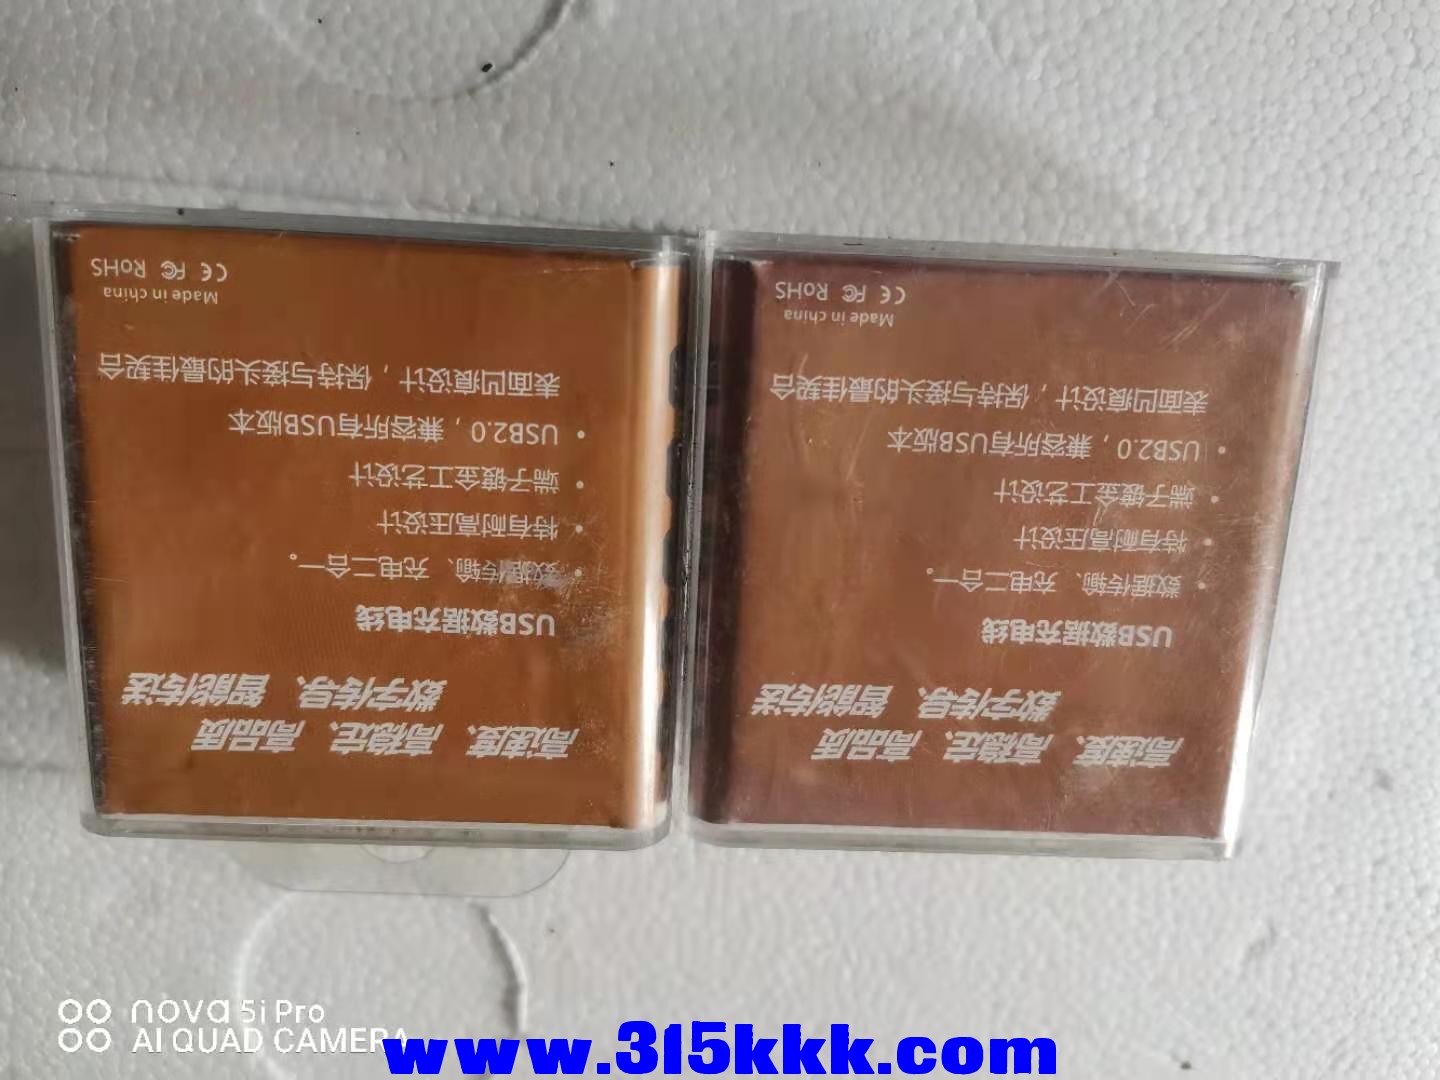 高速度、高稳定、高品质
数字传导、智能传送
USB数据充电线
• 数据传输、充电二合一。
• 特有耐高压设计
• 端子镀金工艺设计
• USB2.0，兼容所有USB版本
表面凹痕设计，保持与接头的最佳契合
Made in china
CE FC RoHS
高速度、高稳定、高品质
数字传导、智能传送
USB数据充电线
• 数据传输、充电二合一。
• 特有耐高压设计
• 端子镀金工艺设计
• USB2.0，兼容所有USB版本
表面凹痕设计，保持与接头的最佳契合
Made in china
CE FC RoHS
nova 5i Pro
AI QUAD CAMERA
www.315kkk.com